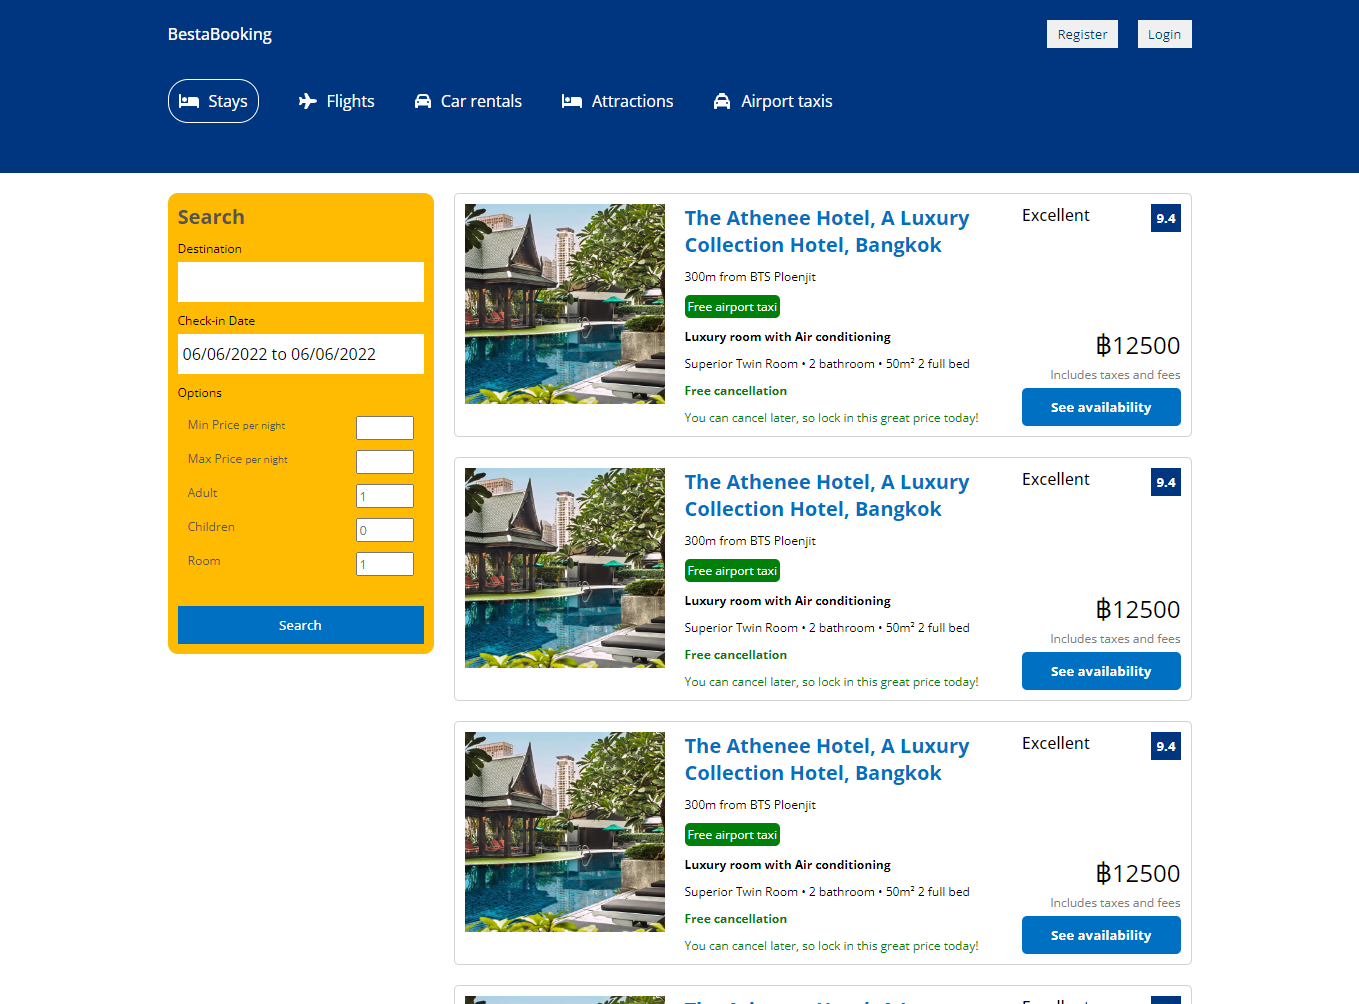 BestaBooking
Register
Login
Stays
Flights
Car rentals
Attractions
Airport taxis
Search
Destination
Check-in Date
06/06/2022 to 06/06/2022
Options
Min Price per night
Max Price per night
Adult
1
Children
0
Room
1
Search
The Athenee Hotel, A Luxury
Collection Hotel, Bangkok
300m from BTS Ploenjit
Free airport taxi
Luxury room with Air conditioning
Superior Twin Room • 2 bathroom • 50m² 2 full bed
Free cancellation
You can cancel later, so lock in this great price today!
Excellent
9.4
฿12500
Includes taxes and fees
See availability
The Athenee Hotel, A Luxury
Collection Hotel, Bangkok
300m from BTS Ploenjit
Free airport taxi
Luxury room with Air conditioning
Superior Twin Room • 2 bathroom • 50m² 2 full bed
Free cancellation
You can cancel later, so lock in this great price today!
Excellent
9.4
฿12500
Includes taxes and fees
See availability
The Athenee Hotel, A Luxury
Collection Hotel, Bangkok
300m from BTS Ploenjit
Free airport taxi
Luxury room with Air conditioning
Superior Twin Room • 2 bathroom • 50m² 2 full bed
Free cancellation
You can cancel later, so lock in this great price today!
Excellent
9.4
฿12500
Includes taxes and fees
See availability